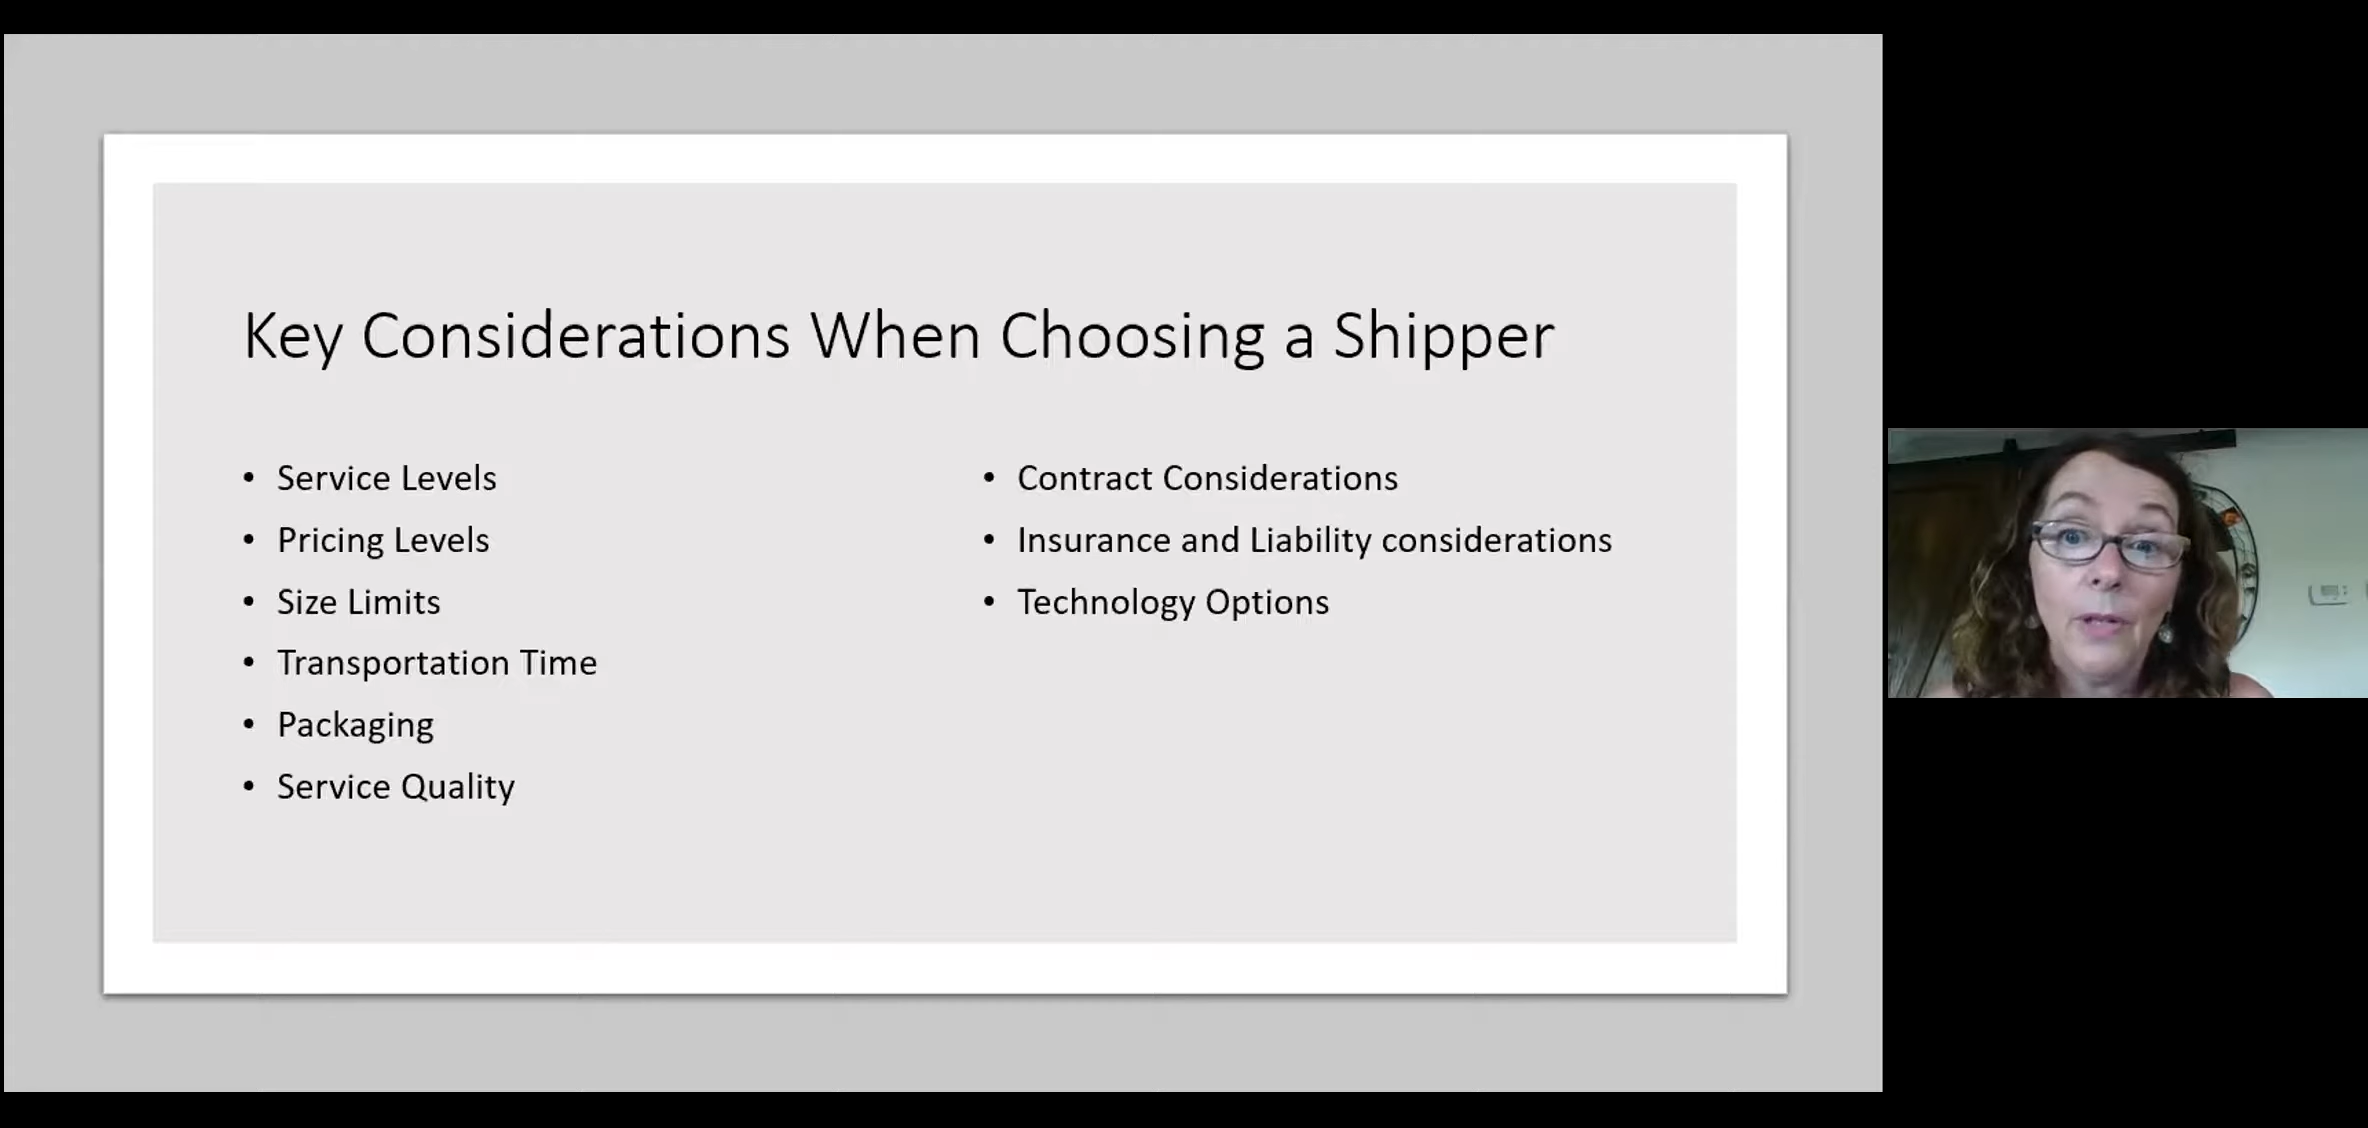 Key Considerations When Choosing a Shipper
• Service Levels
• Pricing Levels
• Size Limits
• Transportation Time
• Packaging
• Service Quality
• Contract Considerations
• Insurance and Liability considerations
• Technology Options